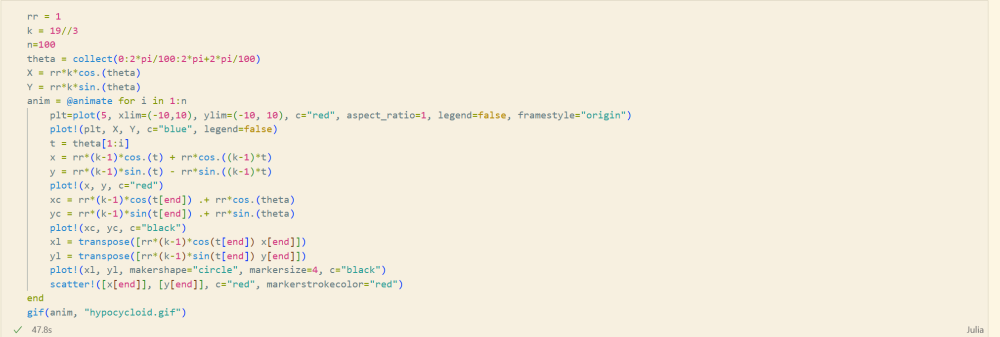 rr = 1
k = 19//3
n=100
theta = collect(0:2*pi/100:2*pi+2*pi/100)
X = rr*k*cos.(theta)
Y = rr*k*sin.(theta)
anim = @animate for i in 1:n
    plt=plot(5, xlim=(-10,10), ylim=(-10, 10), c="red", aspect_ratio=1, legend=false, framestyle="origin")
    plot!(plt, X, Y, c="blue", legend=false)
    t = theta[1:i]
    x = rr*(k-1)*cos.(t) + rr*cos.((k-1)*t)
    y = rr*(k-1)*sin.(t) - rr*sin.((k-1)*t)
    plot!(x, y, c="red")
    xc = rr*(k-1)*cos(t[end]) .+ rr*cos.(theta)
    yc = rr*(k-1)*sin(t[end]) .+ rr*sin.(theta)
    plot!(xc, yc, c="black")
    xl = transpose([rr*(k-1)*cos(t[end]) x[end]])
    yl = transpose([rr*(k-1)*sin(t[end]) y[end]])
    plot!(xl, yl, makershape="circle", markersize=4, c="black")
    scatter!([x[end]], [y[end]], c="red", markerstrokecolor="red")
end
gif(anim, "hypocycloid.gif")
47.8s
Julia